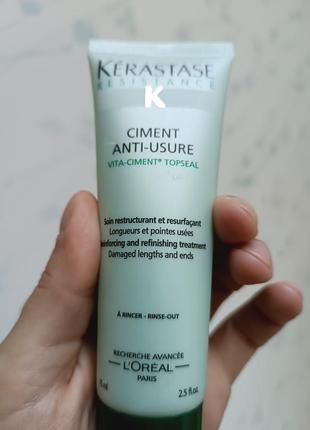 KÉRASTASE
RESISTANCE
K
CIMENT
ANTI-USURE
VITA-CIMENT® TOPSEAL
Soin restructurant et resurfaçant
Longueurs et pointes usées
Reinforcing and refinishing treatment
Damaged lengths and ends
À RINCER - RINSE-OUT
RECHERCHE AVANCÉE
L'ORÉAL
PARIS
ml 2.5 fl.oz.